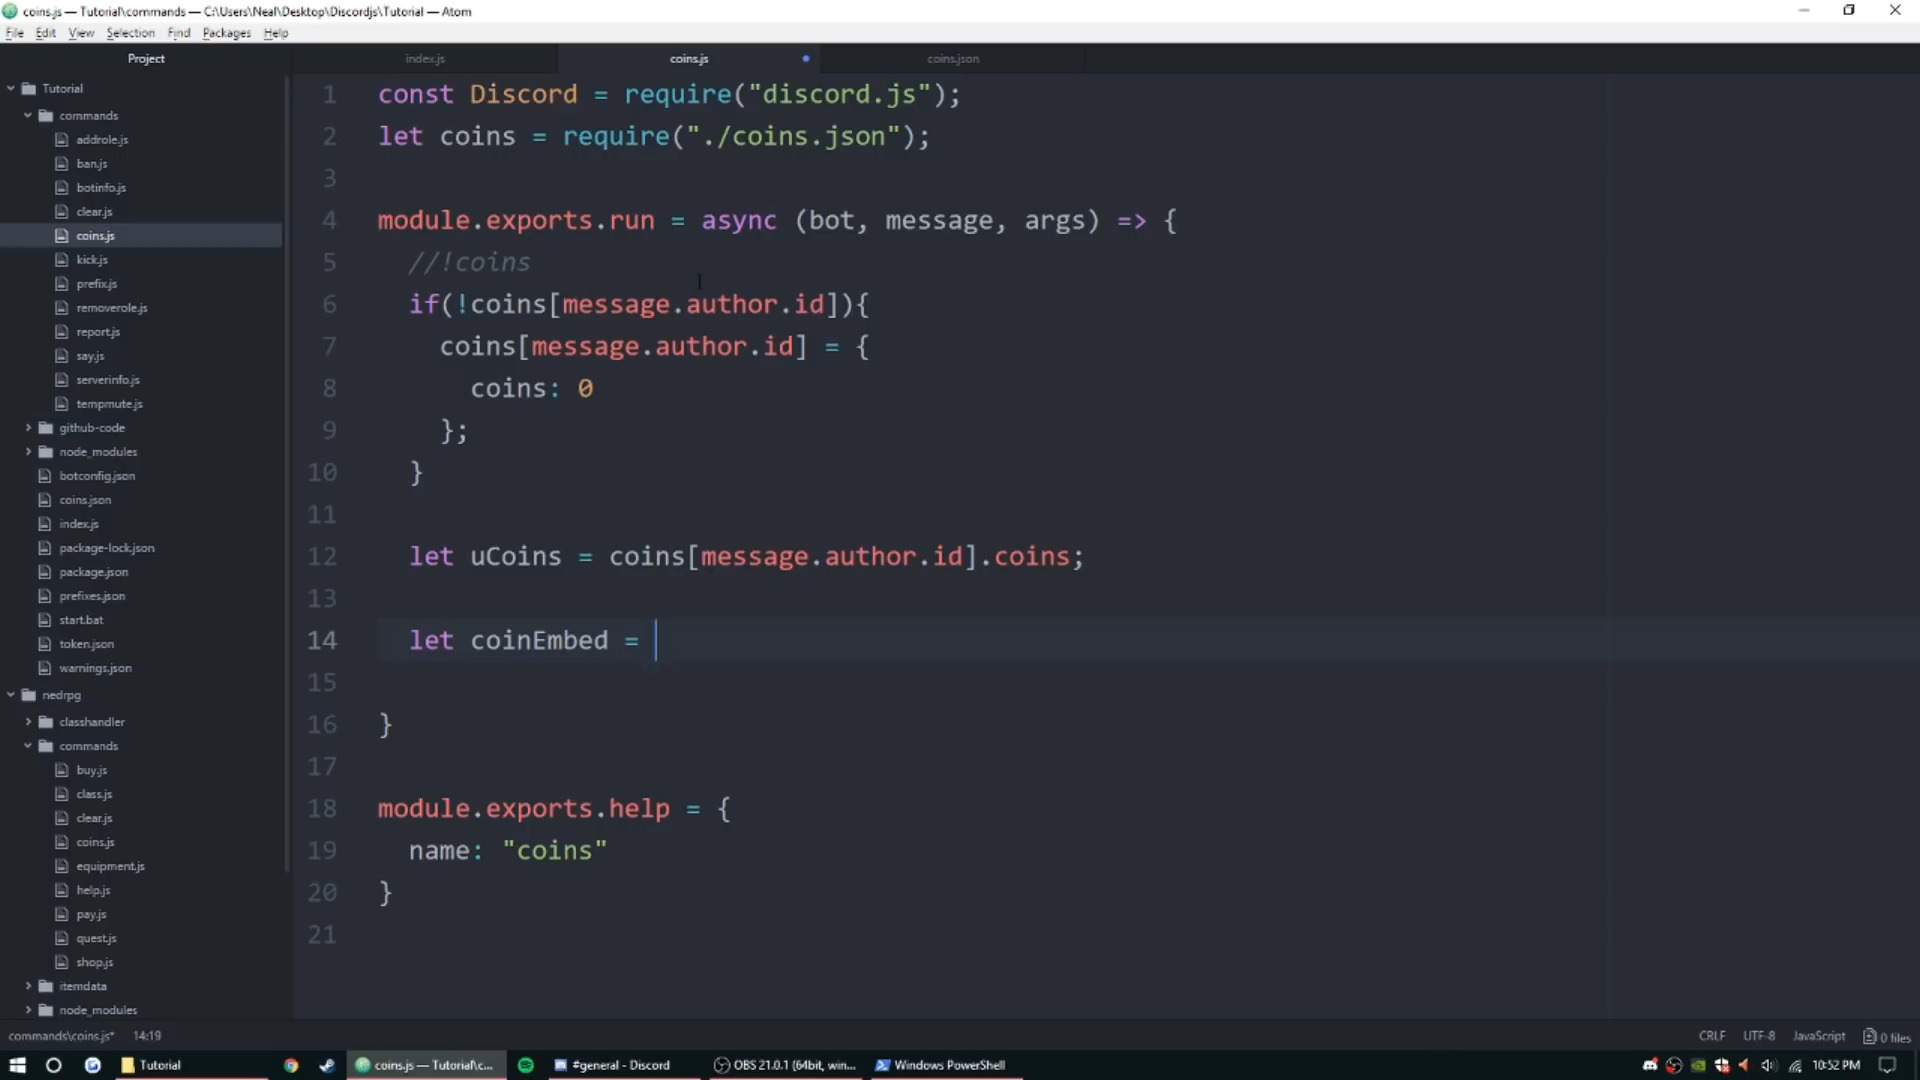 coins.js — Tutorial\commands — C:\Users\Neal\Desktop\Discordjs\Tutorial — Atom
File Edit View Selection Find Packages Help
Project
index.js
coins.js
coins.json
Tutorial
commands
addrole.js
ban.js
botinfo.js
clear.js
coins.js
kick.js
prefix.js
removerole.js
report.js
say.js
serverinfo.js
tempmute.js
github-code
node_modules
botconfig.json
coins.json
index.js
package-lock.json
package.json
prefixes.json
start.bat
token.json
warnings.json
nedrpg
classhandler
commands
buy.js
class.js
clear.js
coins.js
equipment.js
help.js
pay.js
quest.js
shop.js
itemdata
node_modules
1 const Discord = require("discord.js");
2 let coins = require("./coins.json");
3
4 module.exports.run = async (bot, message, args) => {
5 //!coins
6 if(!coins[message.author.id]){
7 coins[message.author.id] = {
8 coins: 0
9 };
10 }
11
12 let uCoins = coins[message.author.id].coins;
13
14 let coinEmbed =
15
16 }
17
18 module.exports.help = {
19 name: "coins"
20 }
21
commands\coins.js* 14:19
CRLF UTF-8 JavaScript 0 files
Tutorial
coins.js — Tutorial\c...
#general - Discord
OBS 21.0.1 (64bit, win...
Windows PowerShell
10:52 PM